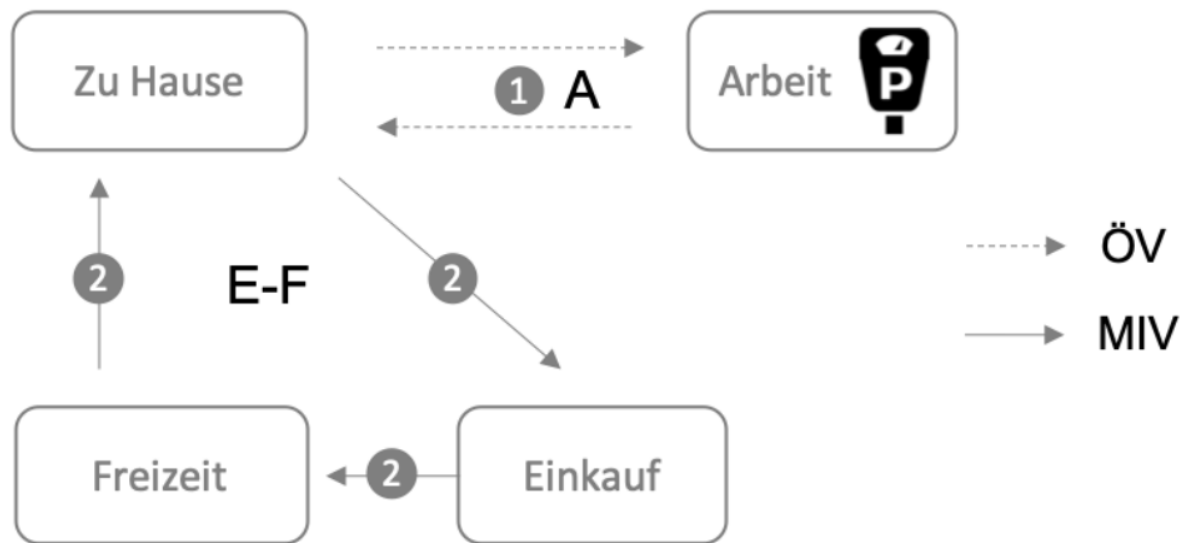 Zu Hause
1 A
Arbeit P
ÖV
2
E-F
2
MIV
Freizeit
2
Einkauf